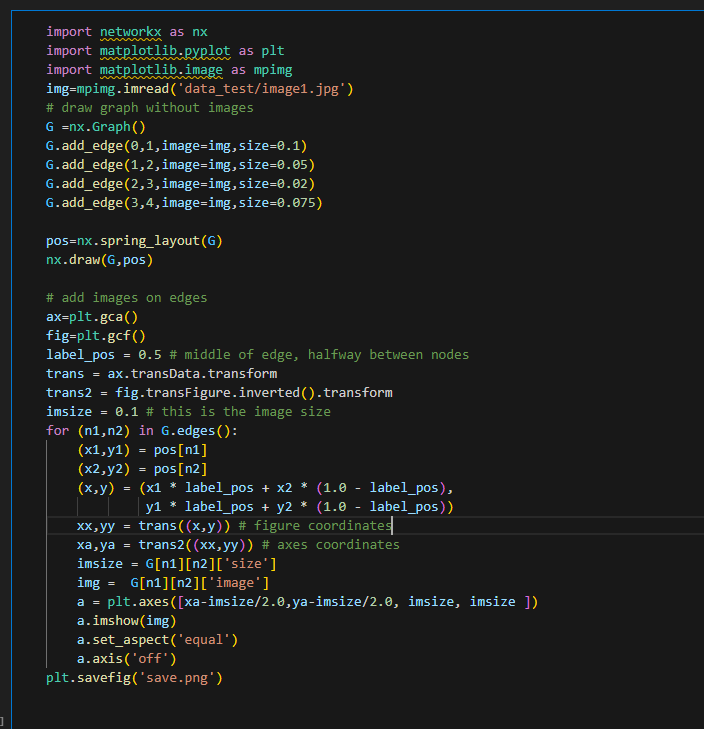 import networkx as nx
import matplotlib.pyplot as plt
import matplotlib.image as mpimg
img=mpimg.imread('data_test/image1.jpg')
# draw graph without images
G =nx.Graph()
G.add_edge(0,1,image=img,size=0.1)
G.add_edge(1,2,image=img,size=0.05)
G.add_edge(2,3,image=img,size=0.02)
G.add_edge(3,4,image=img,size=0.075)

pos=nx.spring_layout(G)
nx.draw(G,pos)

# add images on edges
ax=plt.gca()
fig=plt.gcf()
label_pos = 0.5 # middle of edge, halfway between nodes
trans = ax.transData.transform
trans2 = fig.transFigure.inverted().transform
imsize = 0.1 # this is the image size
for (n1,n2) in G.edges():
    (x1,y1) = pos[n1]
    (x2,y2) = pos[n2]
    (x,y) = (x1 * label_pos + x2 * (1.0 - label_pos),
             y1 * label_pos + y2 * (1.0 - label_pos))
    xx,yy = trans((x,y)) # figure coordinates
    xa,ya = trans2((xx,yy)) # axes coordinates
    imsize = G[n1][n2]['size']
    img =  G[n1][n2]['image']
    a = plt.axes([xa-imsize/2.0,ya-imsize/2.0, imsize, imsize ])
    a.imshow(img)
    a.set_aspect('equal')
    a.axis('off')
plt.savefig('save.png')
]